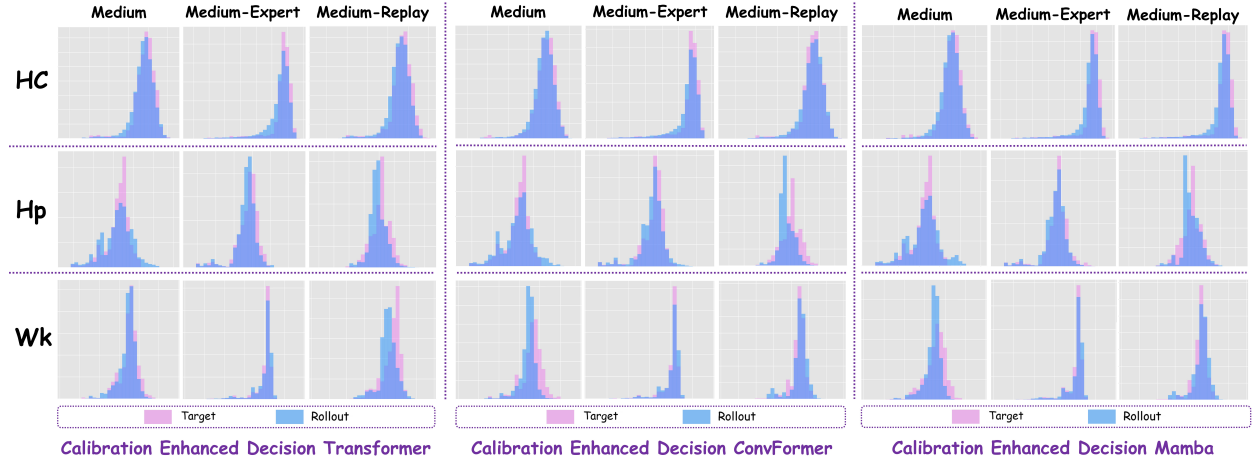 Medium Medium-Expert Medium-Replay Medium Medium-Expert Medium-Replay Medium Medium-Expert Medium-Replay
HC
Hp
Wk
Target Rollout Target Rollout Target Rollout
Calibration Enhanced Decision Transformer Calibration Enhanced Decision ConvFormer Calibration Enhanced Decision Mamba